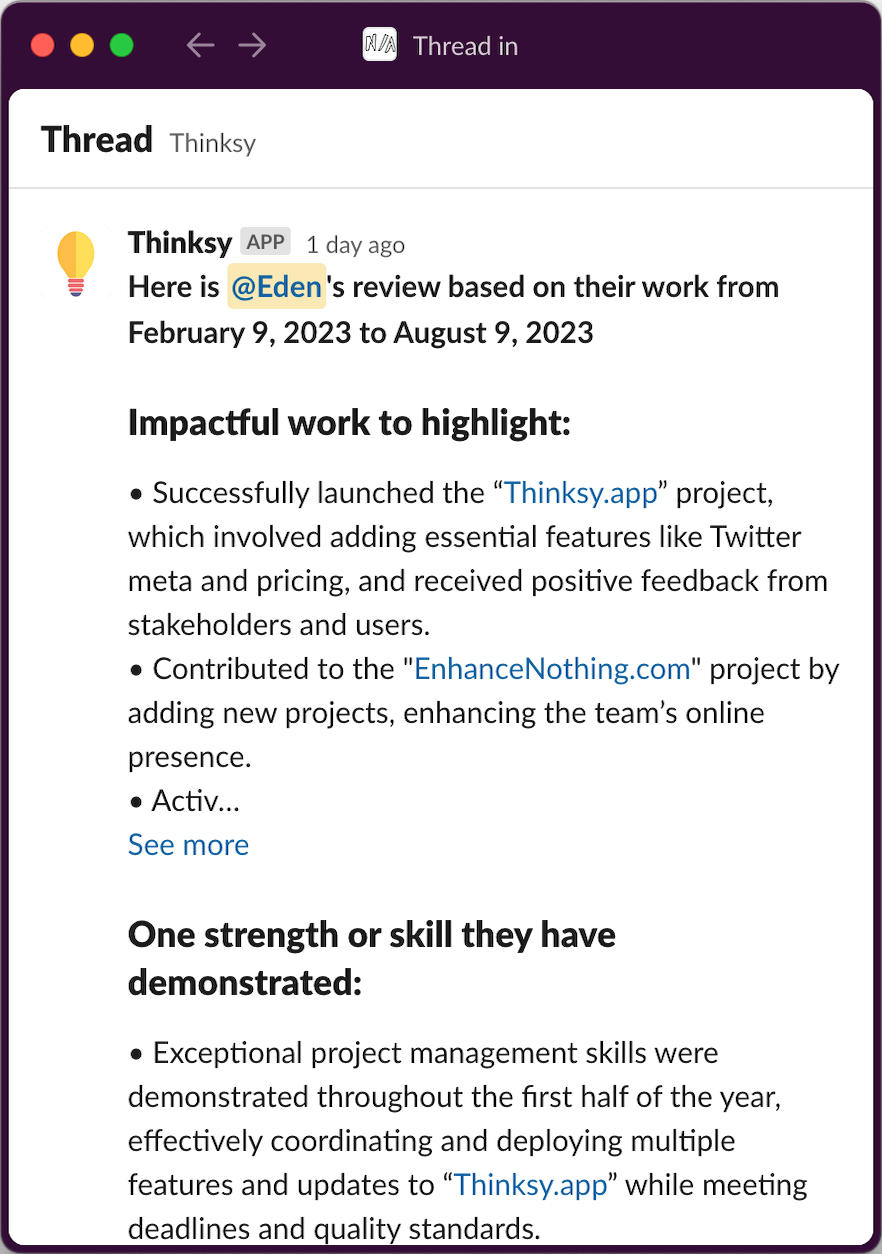 N/A Thread in
Thread Thinksy
Thinksy APP 1 day ago
Here is @Eden's review based on their work from
February 9, 2023 to August 9, 2023
Impactful work to highlight:
• Successfully launched the “Thinksy.app” project,
which involved adding essential features like Twitter
meta and pricing, and received positive feedback from
stakeholders and users.
• Contributed to the "EnhanceNothing.com" project by
adding new projects, enhancing the team’s online
presence.
• Activ...
See more
One strength or skill they have
demonstrated:
• Exceptional project management skills were
demonstrated throughout the first half of the year,
effectively coordinating and deploying multiple
features and updates to “Thinksy.app” while meeting
deadlines and quality standards.